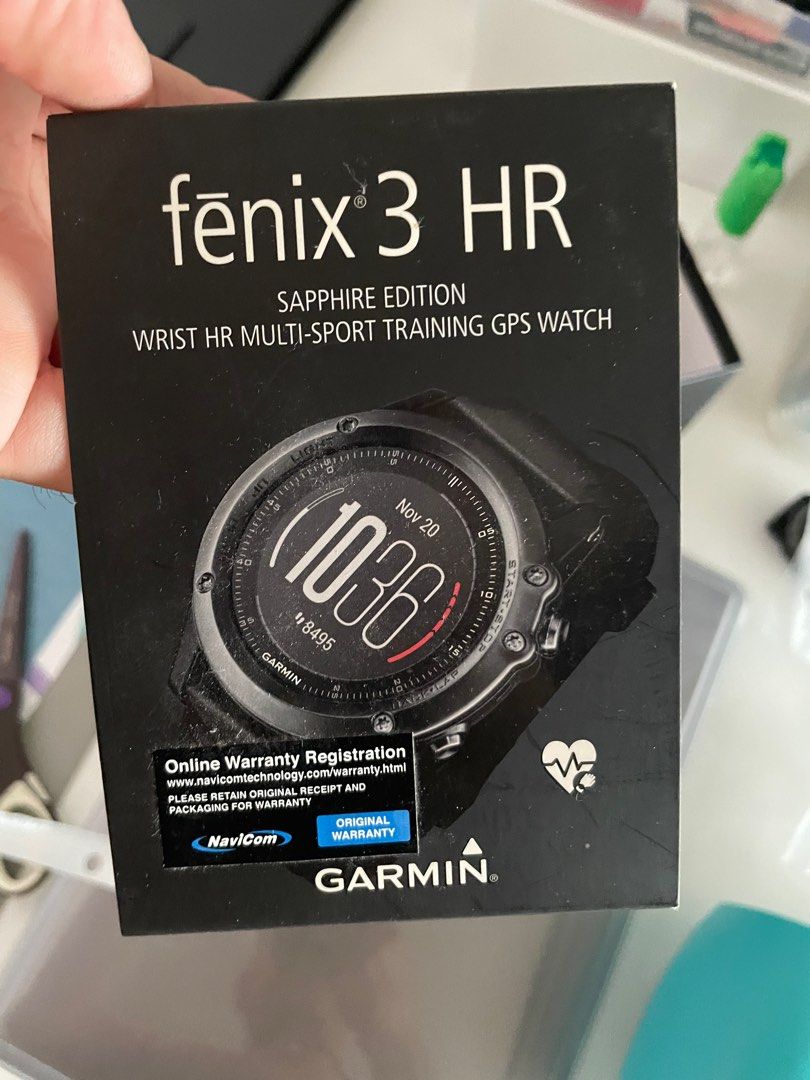 fēnix® 3 HR
SAPPHIRE EDITION
WRIST HR MULTI-SPORT TRAINING GPS WATCH
LIGHT
Nov 20
1036
8495
START·STOP
GARMIN
Online Warranty Registration
www.navicomtechnology.com/warranty.html
PLEASE RETAIN ORIGINAL RECEIPT AND
PACKAGING FOR WARRANTY
NaviCom
ORIGINAL
WARRANTY
GARMIN®